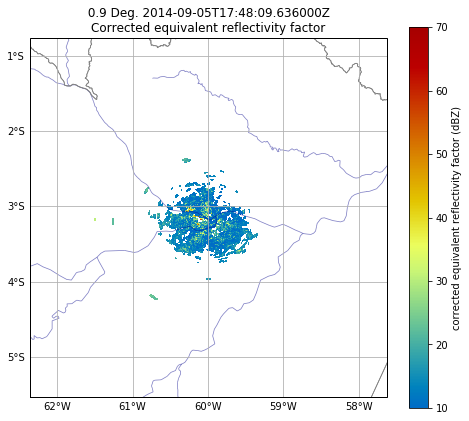 0.9 Deg. 2014-09-05T17:48:09.636000Z
Corrected equivalent reflectivity factor
1°S
2°S
3°S
4°S
5°S
62°W 61°W 60°W 59°W 58°W
70
60
50
40
30
20
10
corrected equivalent reflectivity factor (dBZ)